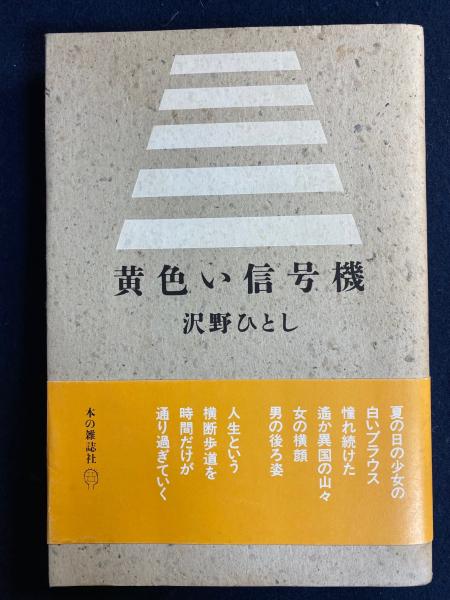 黄色い信号機
沢野ひとし
夏の日の少女の
白いブラウス
憧れ続けた
遙か異国の山々
女の横顔
男の後ろ姿
人生という
横断歩道を
時間だけが
通り過ぎていく
本の雑誌社